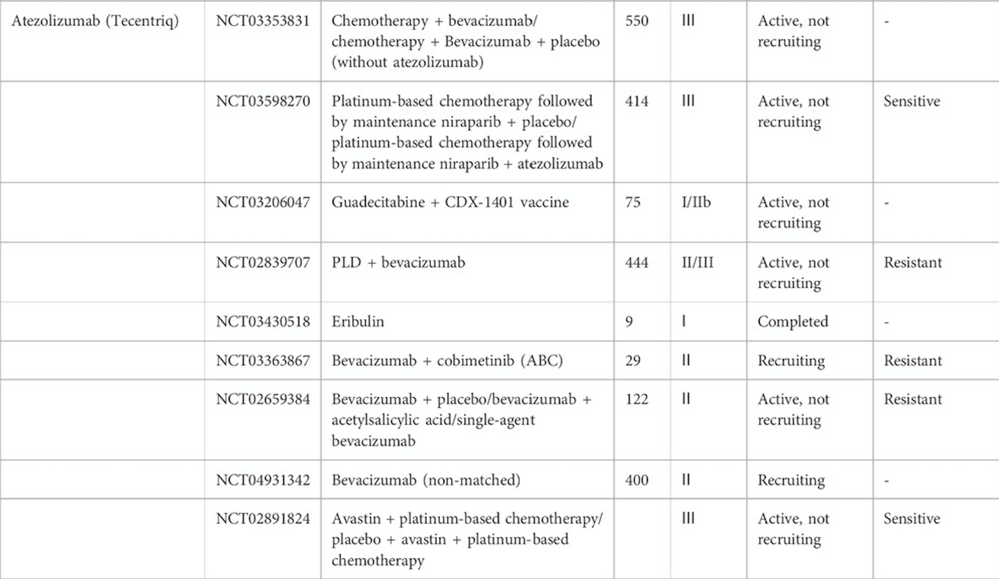 Atezolizumab (Tecentriq) NCT03353831 Chemotherapy + bevacizumab/ 550 III Active, not -
chemotherapy + Bevacizumab + placebo recruiting
(without atezolizumab)
NCT03598270 Platinum-based chemotherapy followed 414 III Active, not Sensitive
by maintenance niraparib + placebo/ recruiting
platinum-based chemotherapy followed
by maintenance niraparib + atezolizumab
NCT03206047 Guadecitabine + CDX-1401 vaccine 75 I/IIb Active, not -
recruiting
NCT02839707 PLD + bevacizumab 444 II/III Active, not Resistant
recruiting
NCT03430518 Eribulin 9 I Completed -
NCT03363867 Bevacizumab + cobimetinib (ABC) 29 II Recruiting Resistant
NCT02659384 Bevacizumab + placebo/bevacizumab + 122 II Active, not Resistant
acetylsalicylic acid/single-agent recruiting
bevacizumab
NCT04931342 Bevacizumab (non-matched) 400 II Recruiting -
NCT02891824 Avastin + platinum-based chemotherapy/ III Active, not Sensitive
placebo + avastin + platinum-based recruiting
chemotherapy